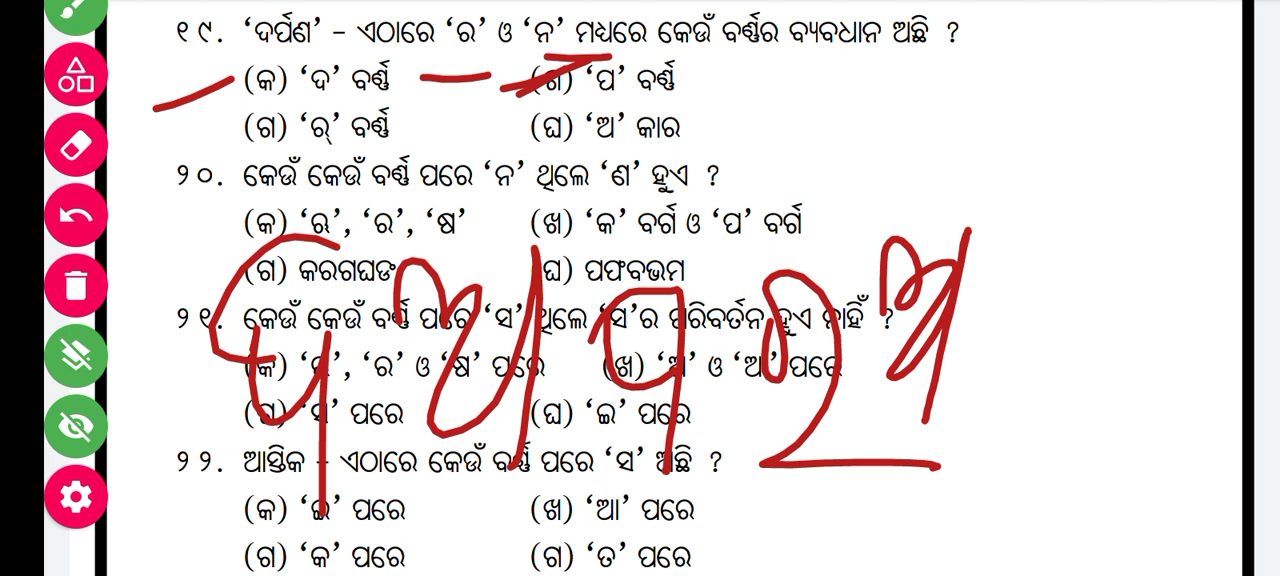 ୧୯. ‘ଦର୍ପଣ’ – ଏଠାରେ ‘ର’ ଓ ‘ନ’ ମଧ୍ୟରେ କେଉଁ ବର୍ଣ୍ଣର ବ୍ୟବଧାନ ଅଛି ?
(କ) ‘ଦ’ ବର୍ଣ୍ଣ (ଖ) ‘ପ’ ବର୍ଣ୍ଣ
(ଗ) ‘ର୍’ ବର୍ଣ୍ଣ (ଘ) ‘ଅ’ କାର
୨୦. କେଉଁ କେଉଁ ବର୍ଣ୍ଣ ପରେ ‘ନ’ ଥିଲେ ‘ଣ’ ହୁଏ ?
(କ) ‘ଋ’, ‘ର’, ‘ଷ’ (ଖ) ‘କ’ ବର୍ଗ ଓ ‘ପ’ ବର୍ଗ
(ଗ) କଖଗଘଙ (ଘ) ପଫବଭମ
୨୧. କେଉଁ କେଉଁ ବର୍ଣ୍ଣ ପରେ ‘ସ’ ଥିଲେ ‘ସ’ର ପରିବର୍ତନ ହୁଏ ନାହିଁ ?
(କ) ‘ର’ ଓ ‘ଷ’ ପରେ (ଖ) ‘ଅ’ ଓ ‘ଆ’ ପରେ
‘ସ’ ପରେ (ଘ) ‘ଇ’ ପରେ
୨୨. ଆସ୍ତିକ – ଏଠାରେ କେଉଁ ବର୍ଣ୍ଣ ପରେ ‘ସ’ ଅଛି ?
(କ) ‘ଇ’ ପରେ (ଖ) ‘ଆ’ ପରେ
(ଗ) ‘କ’ ପରେ (ଗ) ‘ତ’ ପରେ